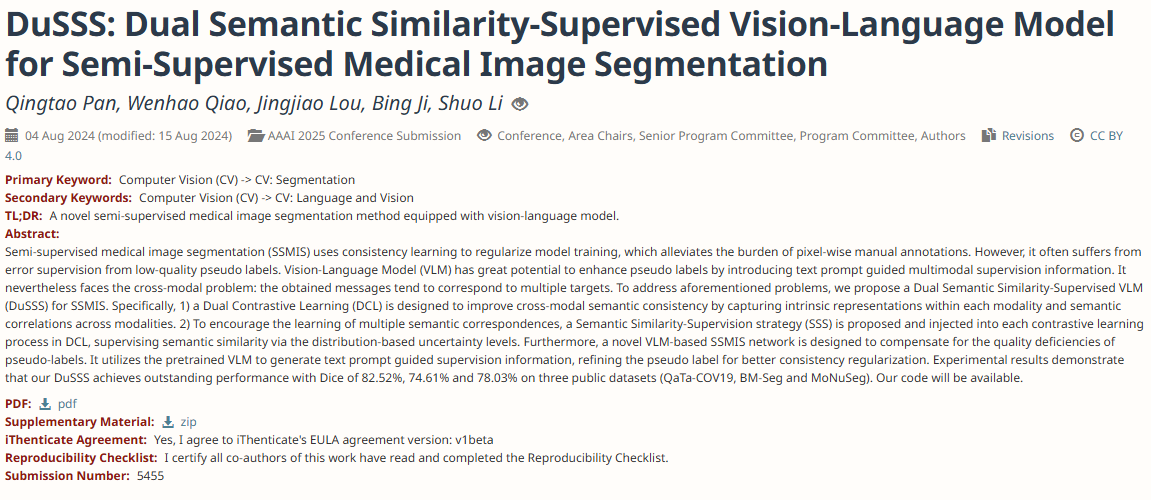 DuSSS: Dual Semantic Similarity-Supervised Vision-Language Model
for Semi-Supervised Medical Image Segmentation
Qingtao Pan, Wenhao Qiao, Jingjiao Lou, Bing Ji, Shuo Li
04 Aug 2024 (modified: 15 Aug 2024) AAAI 2025 Conference Submission Conference, Area Chairs, Senior Program Committee, Program Committee, Authors Revisions CC BY
4.0
Primary Keyword: Computer Vision (CV) -> CV: Segmentation
Secondary Keywords: Computer Vision (CV) -> CV: Language and Vision
TL;DR: A novel semi-supervised medical image segmentation method equipped with vision-language model.
Abstract:
Semi-supervised medical image segmentation (SSMIS) uses consistency learning to regularize model training, which alleviates the burden of pixel-wise manual annotations. However, it often suffers from
error supervision from low-quality pseudo labels. Vision-Language Model (VLM) has great potential to enhance pseudo labels by introducing text prompt guided multimodal supervision information. It
nevertheless faces the cross-modal problem: the obtained messages tend to correspond to multiple targets. To address aforementioned problems, we propose a Dual Semantic Similarity-Supervised VLM
(DuSSS) for SSMIS. Specifically, 1) a Dual Contrastive Learning (DCL) is designed to improve cross-modal semantic consistency by capturing intrinsic representations within each modality and semantic
correlations across modalities. 2) To encourage the learning of multiple semantic correspondences, a Semantic Similarity-Supervision strategy (SSS) is proposed and injected into each contrastive learning
process in DCL, supervising semantic similarity via the distribution-based uncertainty levels. Furthermore, a novel VLM-based SSMIS network is designed to compensate for the quality deficiencies of
pseudo-labels. It utilizes the pretrained VLM to generate text prompt guided supervision information, refining the pseudo label for better consistency regularization. Experimental results demonstrate
that our DuSSS achieves outstanding performance with Dice of 82.52%, 74.61% and 78.03% on three public datasets (QaTa-COV19, BM-Seg and MoNuSeg). Our code will be available.
PDF: pdf
Supplementary Material: zip
iThenticate Agreement: Yes, I agree to iThenticate's EULA agreement version: v1beta
Reproducibility Checklist: I certify all co-authors of this work have read and completed the Reproducibility Checklist.
Submission Number: 5455